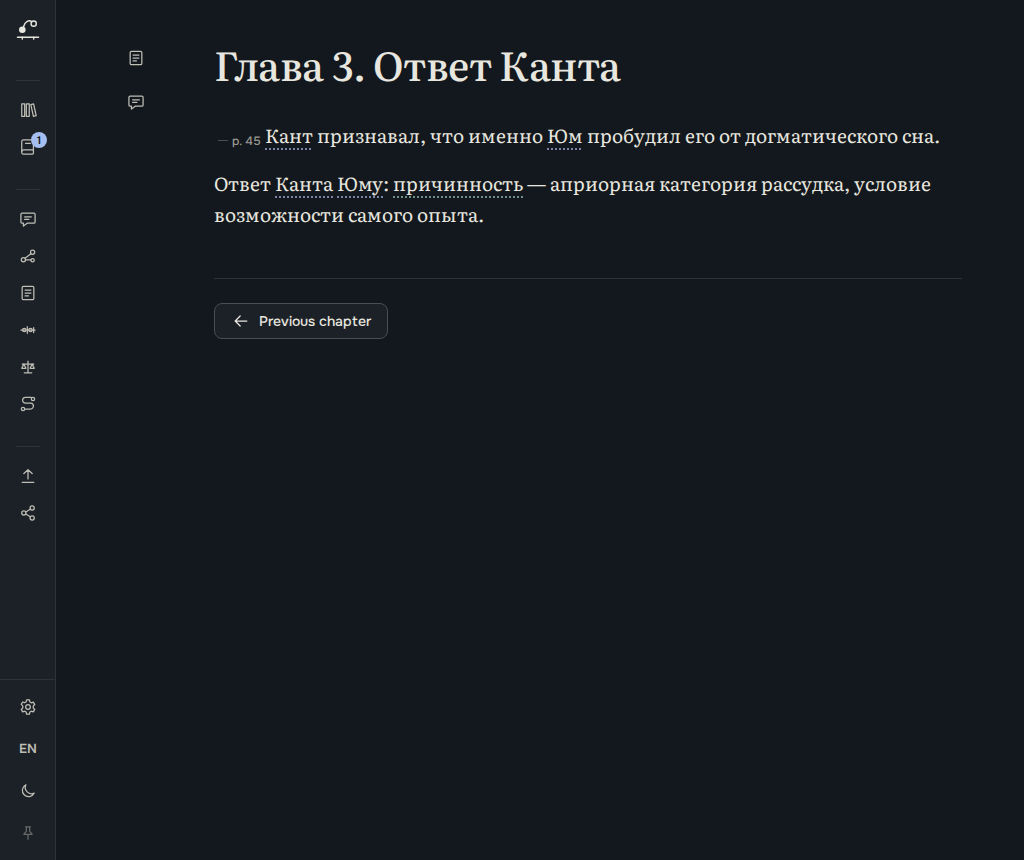 Глава 3. Ответ Канта
1
— p. 45 Кант признавал, что именно Юм пробудил его от догматического сна.
Ответ Канта Юму: причинность — априорная категория рассудка, условие
возможности самого опыта.
Previous chapter
EN